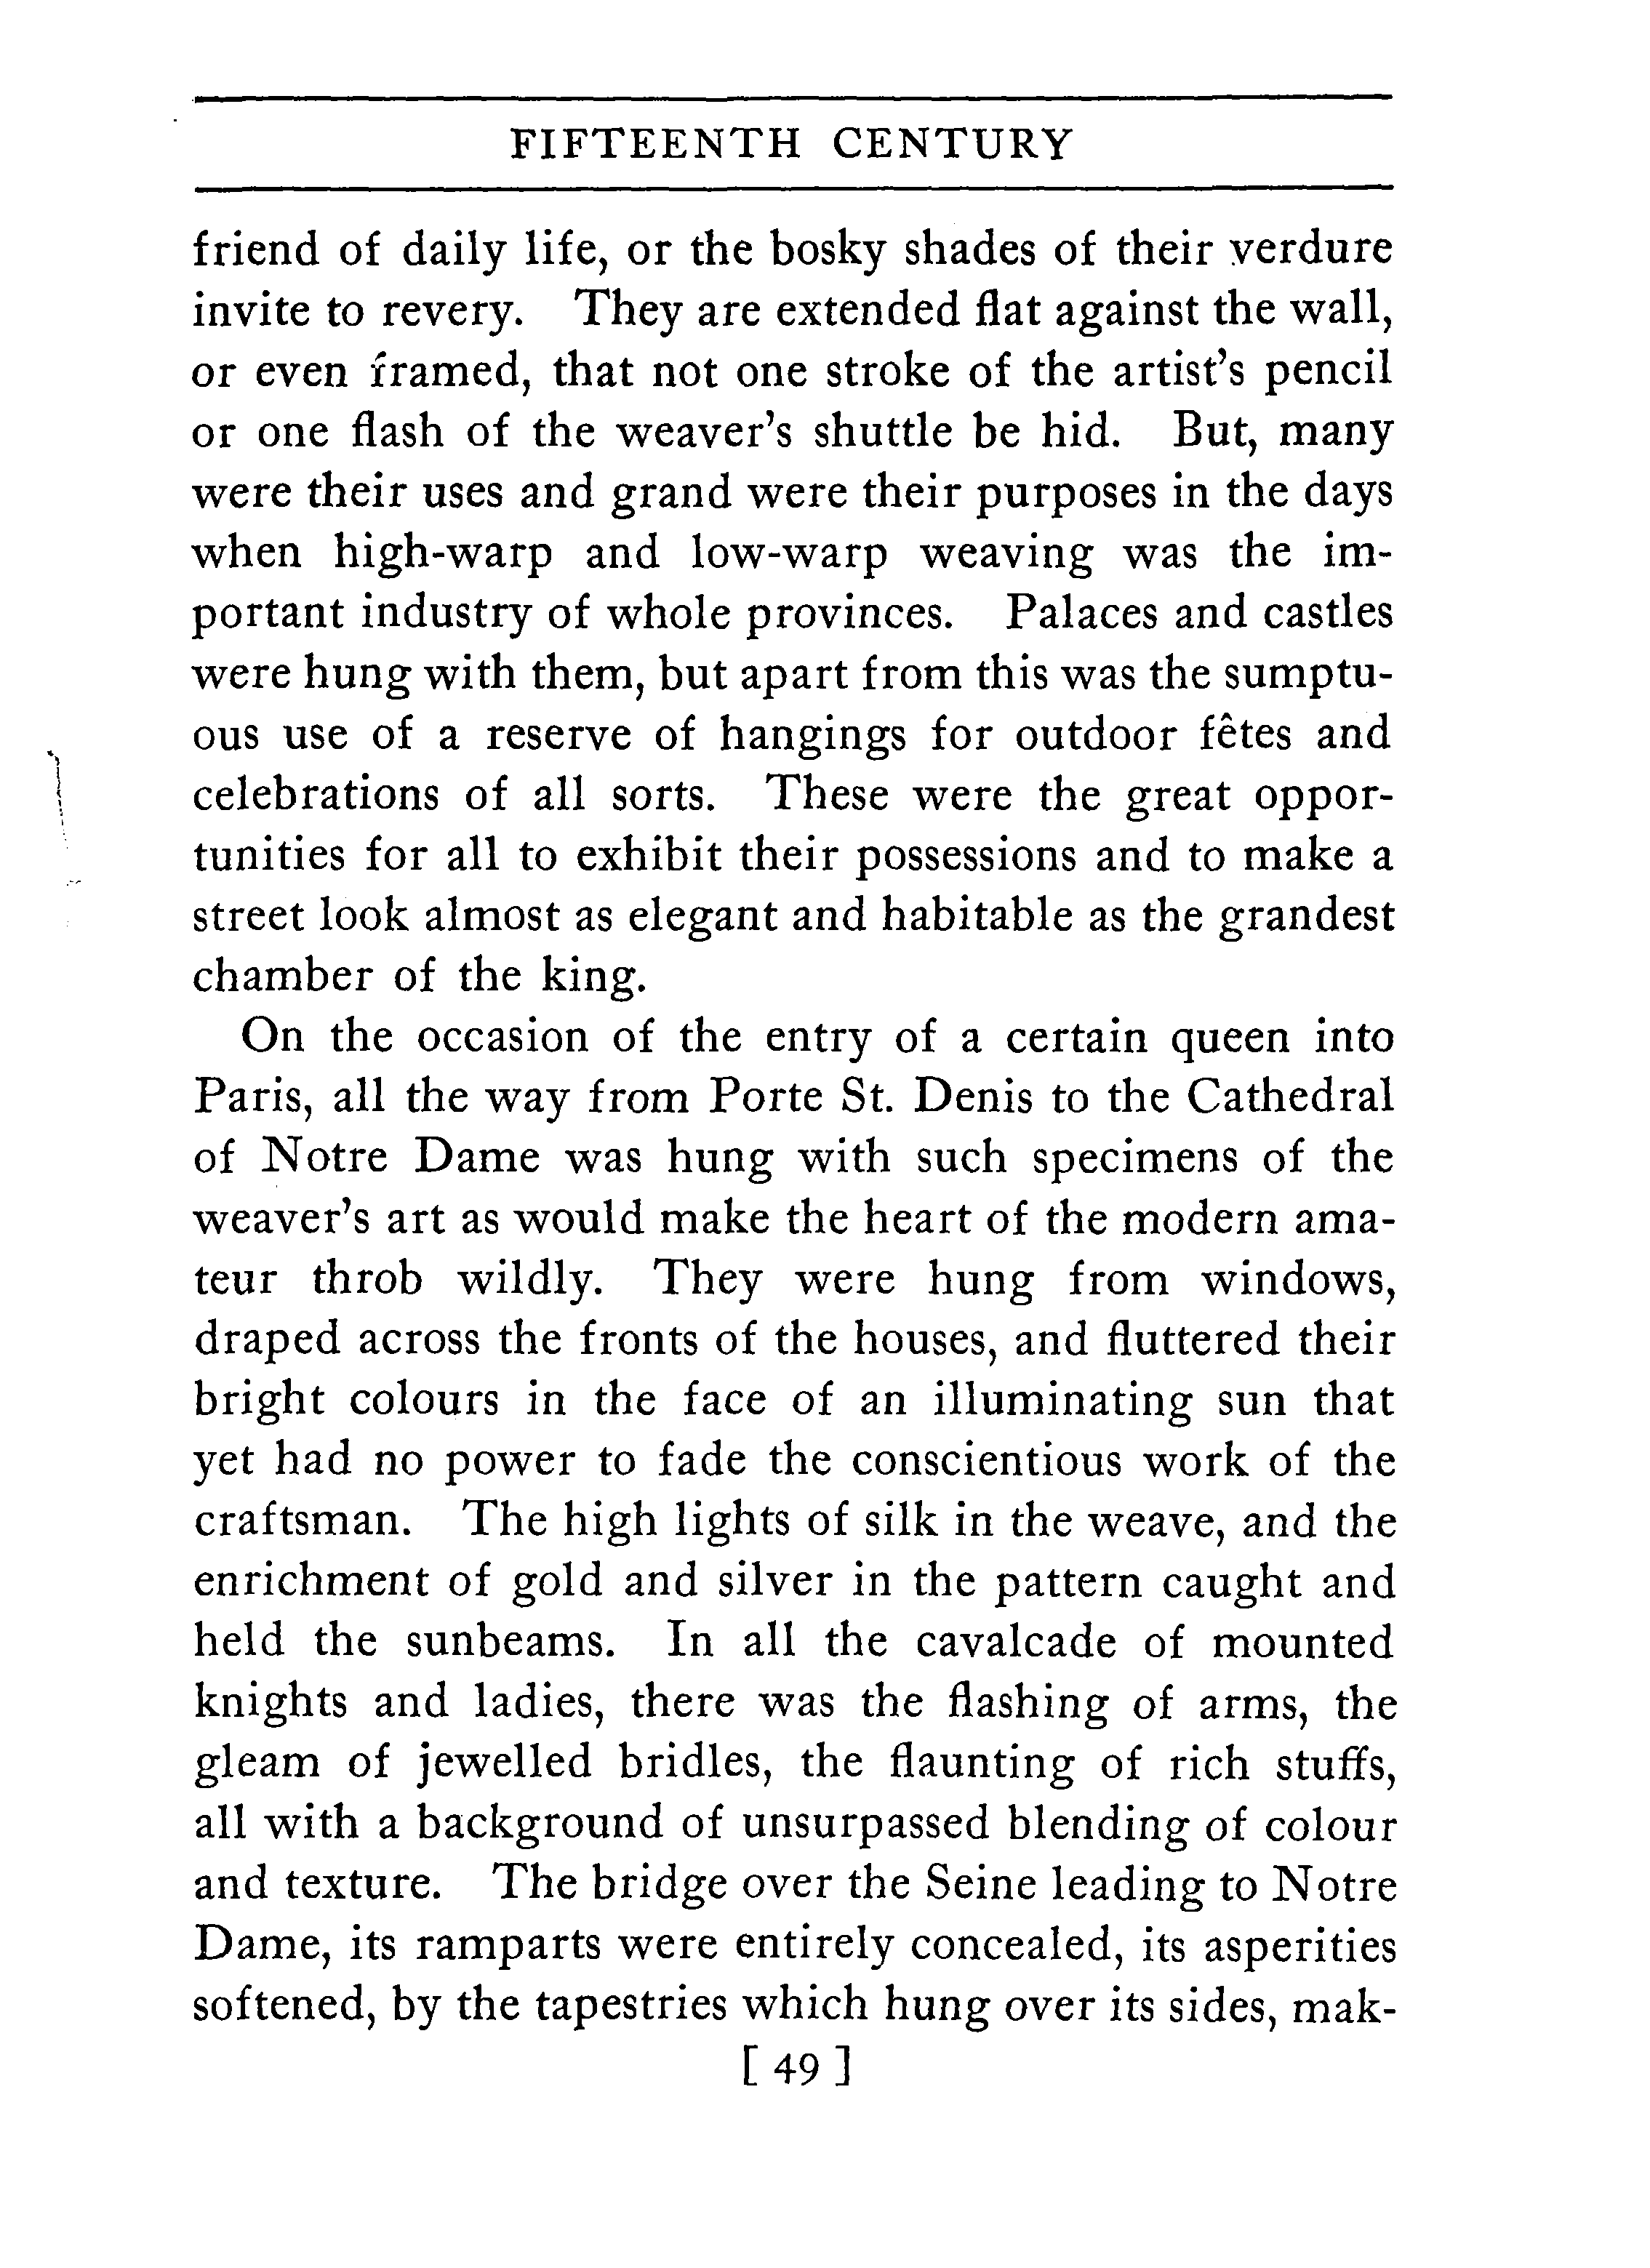 FIFTEENTH CENTURY
friend of daily life, or the bosky shades of their verdure
invite to revery. They are extended flat against the wall,
or even framed, that not one stroke of the artist's pencil
or one flash of the weaver's shuttle be hid. But, many
were their uses and grand were their purposes in the days
when high-warp and low-warp weaving was the im-
portant industry of whole provinces. Palaces and castles
were hung with them, but apart from this was the sumptu-
ous use of a reserve of hangings for outdoor fêtes and
celebrations of all sorts. These were the great oppor-
tunities for all to exhibit their possessions and to make a
street look almost as elegant and habitable as the grandest
chamber of the king.
On the occasion of the entry of a certain queen into
Paris, all the way from Porte St. Denis to the Cathedral
of Notre Dame was hung with such specimens of the
weaver's art as would make the heart of the modern ama-
teur throb wildly. They were hung from windows,
draped across the fronts of the houses, and fluttered their
bright colours in the face of an illuminating sun that
yet had no power to fade the conscientious work of the
craftsman. The high lights of silk in the weave, and the
enrichment of gold and silver in the pattern caught and
held the sunbeams. In all the cavalcade of mounted
knights and ladies, there was the flashing of arms, the
gleam of jewelled bridles, the flaunting of rich stuffs,
all with a background of unsurpassed blending of colour
and texture. The bridge over the Seine leading to Notre
Dame, its ramparts were entirely concealed, its asperities
softened, by the tapestries which hung over its sides, mak-
[ 49 ]